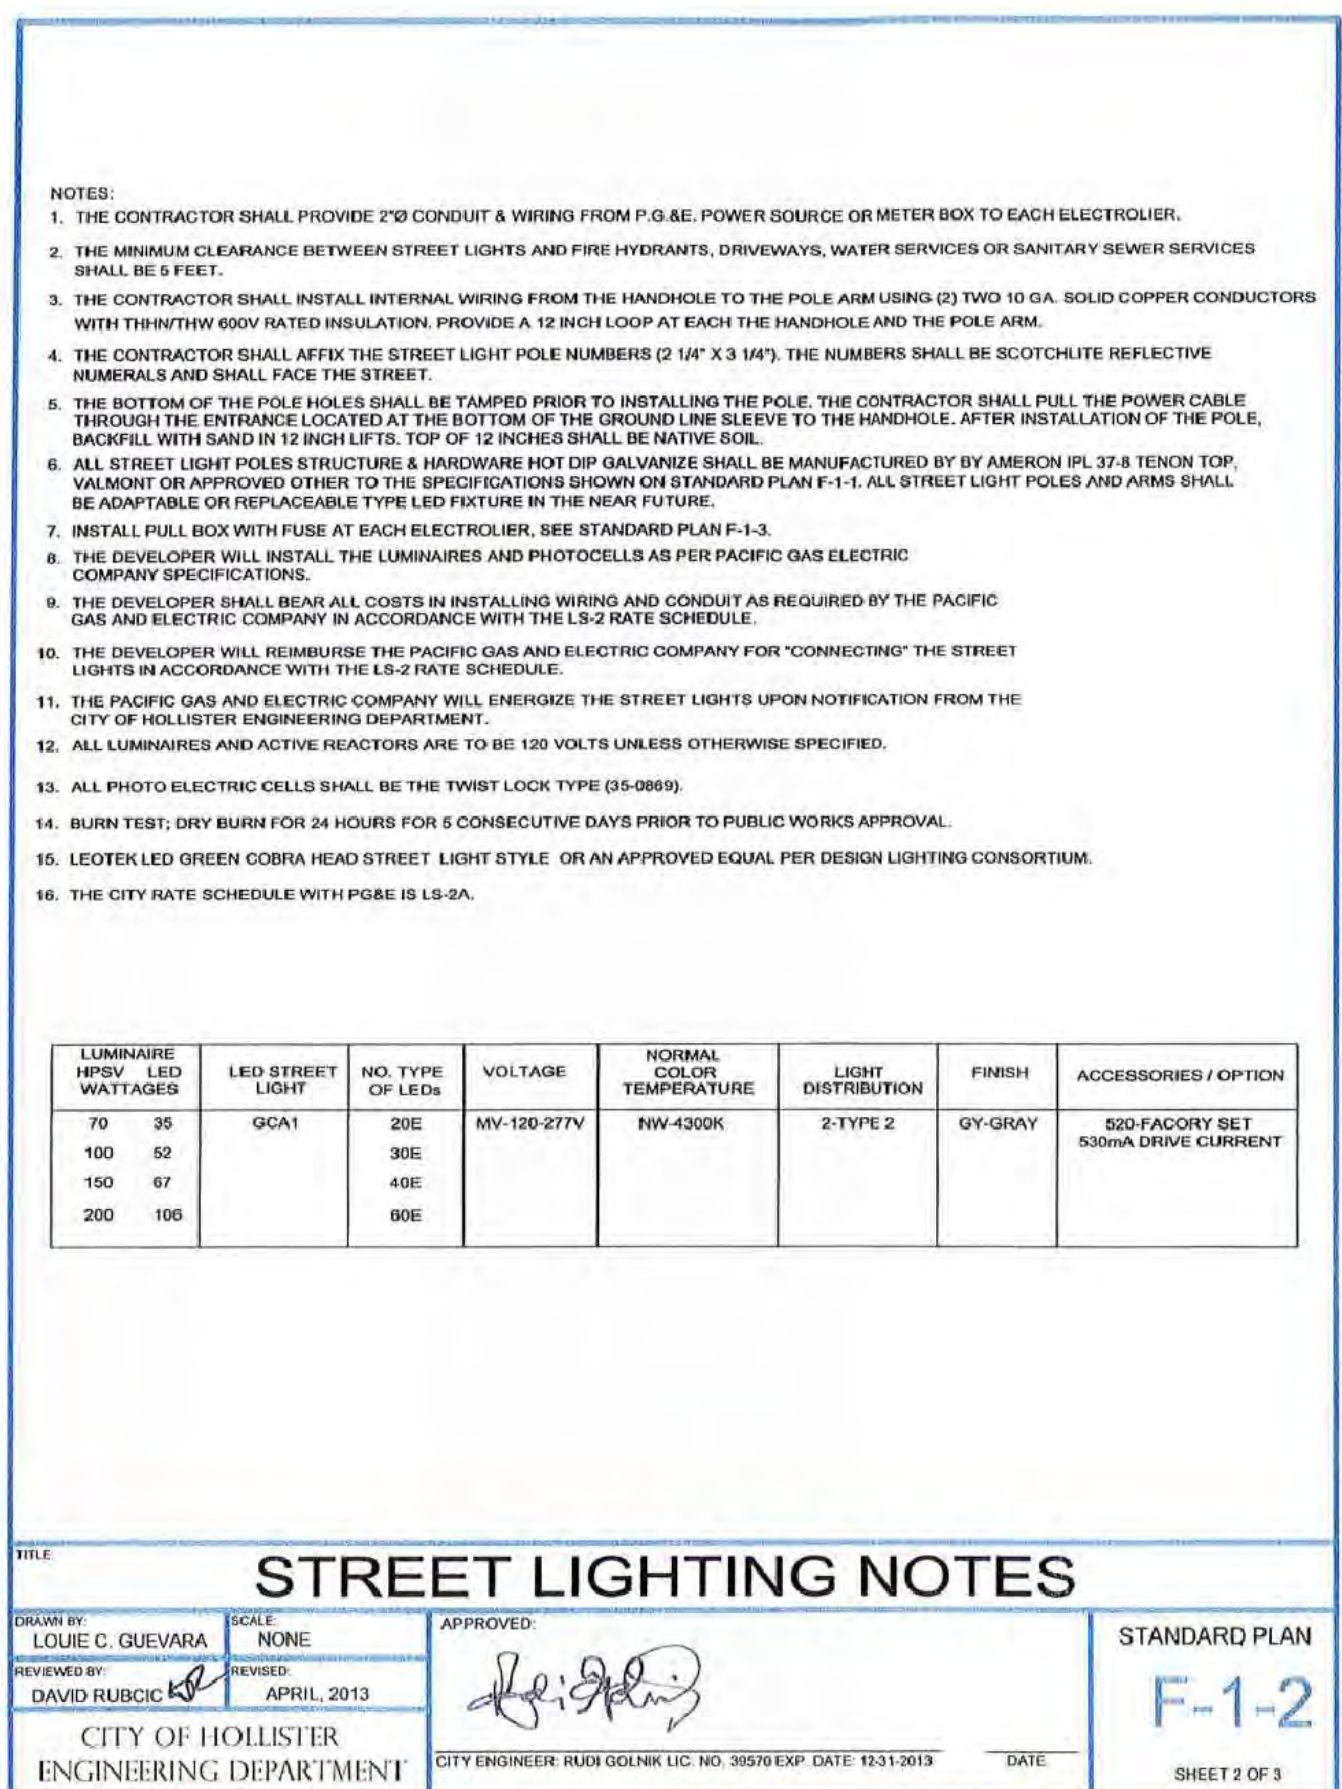 NOTES:
1. THE CONTRACTOR SHALL PROVIDE 2"Ø CONDUIT & WIRING FROM P.G.&E. POWER SOURCE OR METER BOX TO EACH ELECTROLIER.
2. THE MINIMUM CLEARANCE BETWEEN STREET LIGHTS AND FIRE HYDRANTS, DRIVEWAYS, WATER SERVICES OR SANITARY SEWER SERVICES
SHALL BE 5 FEET.
3. THE CONTRACTOR SHALL INSTALL INTERNAL WIRING FROM THE HANDHOLE TO THE POLE ARM USING (2) TWO 10 GA. SOLID COPPER CONDUCTORS
WITH THHN/THW 600V RATED INSULATION. PROVIDE A 12 INCH LOOP AT EACH THE HANDHOLE AND THE POLE ARM.
4. THE CONTRACTOR SHALL AFFIX THE STREET LIGHT POLE NUMBERS (2 1/4" X 3 1/4"). THE NUMBERS SHALL BE SCOTCHLITE REFLECTIVE
NUMERALS AND SHALL FACE THE STREET.
5. THE BOTTOM OF THE POLE HOLES SHALL BE TAMPED PRIOR TO INSTALLING THE POLE. THE CONTRACTOR SHALL PULL THE POWER CABLE
THROUGH THE ENTRANCE LOCATED AT THE BOTTOM OF THE GROUND LINE SLEEVE TO THE HANDHOLE. AFTER INSTALLATION OF THE POLE,
BACKFILL WITH SAND IN 12 INCH LIFTS. TOP OF 12 INCHES SHALL BE NATIVE SOIL.
6. ALL STREET LIGHT POLES STRUCTURE & HARDWARE HOT DIP GALVANIZE SHALL BE MANUFACTURED BY BY AMERON IPL 37-8 TENON TOP,
VALMONT OR APPROVED OTHER TO THE SPECIFICATIONS SHOWN ON STANDARD PLAN F-1-1. ALL STREET LIGHT POLES AND ARMS SHALL
BE ADAPTABLE OR REPLACEABLE TYPE LED FIXTURE IN THE NEAR FUTURE.
7. INSTALL PULL BOX WITH FUSE AT EACH ELECTROLIER, SEE STANDARD PLAN F-1-3.
8. THE DEVELOPER WILL INSTALL THE LUMINAIRES AND PHOTOCELLS AS PER PACIFIC GAS ELECTRIC
COMPANY SPECIFICATIONS.
9. THE DEVELOPER SHALL BEAR ALL COSTS IN INSTALLING WIRING AND CONDUIT AS REQUIRED BY THE PACIFIC
GAS AND ELECTRIC COMPANY IN ACCORDANCE WITH THE LS-2 RATE SCHEDULE.
10. THE DEVELOPER WILL REIMBURSE THE PACIFIC GAS AND ELECTRIC COMPANY FOR "CONNECTING" THE STREET
LIGHTS IN ACCORDANCE WITH THE LS-2 RATE SCHEDULE.
11. THE PACIFIC GAS AND ELECTRIC COMPANY WILL ENERGIZE THE STREET LIGHTS UPON NOTIFICATION FROM THE
CITY OF HOLLISTER ENGINEERING DEPARTMENT.
12. ALL LUMINAIRES AND ACTIVE REACTORS ARE TO BE 120 VOLTS UNLESS OTHERWISE SPECIFIED.
13. ALL PHOTO ELECTRIC CELLS SHALL BE THE TWIST LOCK TYPE (35-0869).
14. BURN TEST; DRY BURN FOR 24 HOURS FOR 5 CONSECUTIVE DAYS PRIOR TO PUBLIC WORKS APPROVAL.
15. LEOTEK LED GREEN COBRA HEAD STREET LIGHT STYLE OR AN APPROVED EQUAL PER DESIGN LIGHTING CONSORTIUM.
16. THE CITY RATE SCHEDULE WITH PG&E IS LS-2A.
LUMINAIRE HPSV LED WATTAGES | LED STREET LIGHT | NO. TYPE OF LEDs | VOLTAGE | NORMAL COLOR TEMPERATURE | LIGHT DISTRIBUTION | FINISH | ACCESSORIES / OPTION
70 35 | GCA1 | 20E | MV-120-277V | NW-4300K | 2-TYPE 2 | GY-GRAY | 520-FACORY SET
530mA DRIVE CURRENT
100 52 30E
150 67 40E
200 106 60E
TITLE
STREET LIGHTING NOTES
DRAWN BY:
LOUIE C. GUEVARA
SCALE:
NONE
REVIEWED BY:
DAVID RUBCIC
REVISED:
APRIL, 2013
CITY OF HOLLISTER
ENGINEERING DEPARTMENT
APPROVED:
CITY ENGINEER: RUDI GOLNIK LIC. NO. 39570 EXP. DATE: 12-31-2013
DATE
STANDARD PLAN
F-1-2
SHEET 2 OF 3